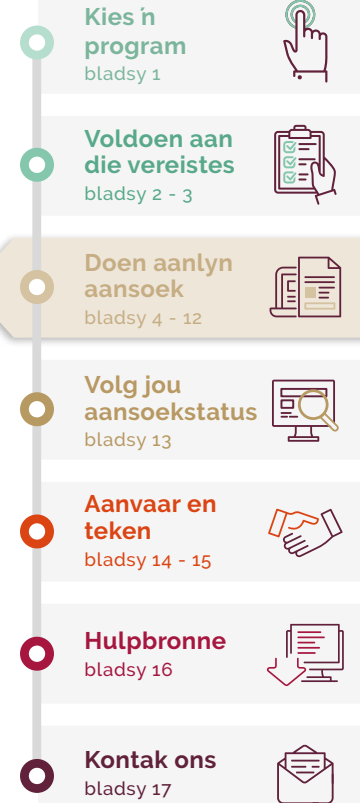 Kies ŉ
program
bladsy 1
Voldoen aan
die vereistes
bladsy 2 - 3
Doen aanlyn
aansoek
bladsy 4 - 12
Volg jou
aansoekstatus
bladsy 13
Aanvaar en
teken
bladsy 14 - 15
Hulpbronne
bladsy 16
Kontak ons
bladsy 17